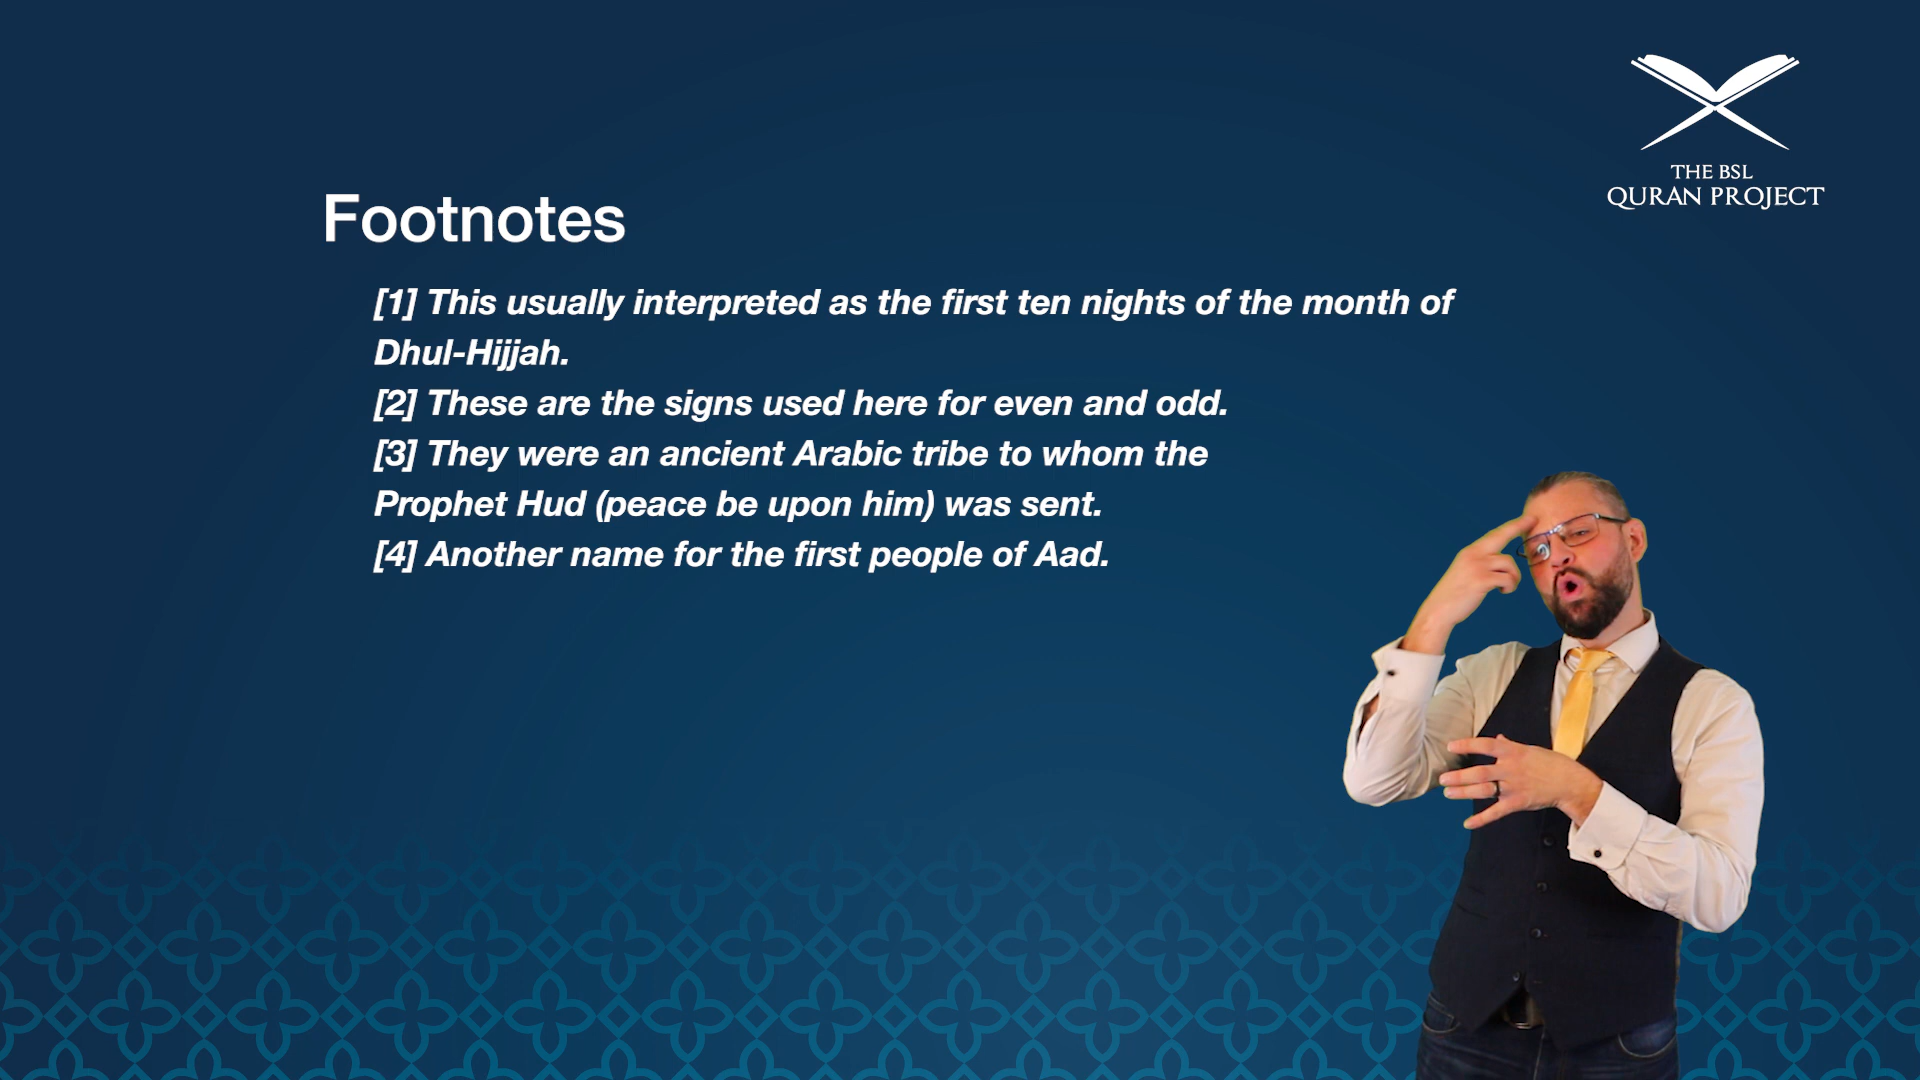 THE BSL
QURAN PROJECT
Footnotes
[1] This usually interpreted as the first ten nights of the month of
Dhul-Hijjah.
[2] These are the signs used here for even and odd.
[3] They were an ancient Arabic tribe to whom the
Prophet Hud (peace be upon him) was sent.
[4] Another name for the first people of Aad.